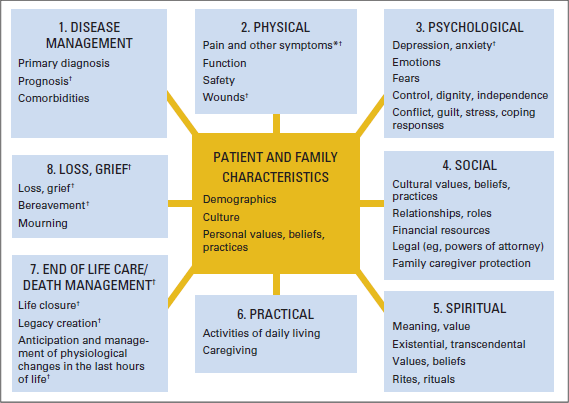 1. DISEASE
MANAGEMENT
Primary diagnosis
Prognosis†
Comorbidities
2. PHYSICAL
Pain and other symptoms*†
Function
Safety
Wounds†
3. PSYCHOLOGICAL
Depression, anxiety†
Emotions
Fears
Control, dignity, independence
Conflict, guilt, stress, coping
responses
8. LOSS, GRIEF†
Loss, grief†
Bereavement†
Mourning
PATIENT AND FAMILY
CHARACTERISTICS
Demographics
Culture
Personal values, beliefs,
practices
4. SOCIAL
Cultural values, beliefs,
practices
Relationships, roles
Financial resources
Legal (eg, powers of attorney)
Family caregiver protection
7. END OF LIFE CARE/
DEATH MANAGEMENT†
Life closure†
Legacy creation†
Anticipation and manage-
ment of physiological
changes in the last hours
of life†
6. PRACTICAL
Activities of daily living
Caregiving
5. SPIRITUAL
Meaning, value
Existential, transcendental
Values, beliefs
Rites, rituals